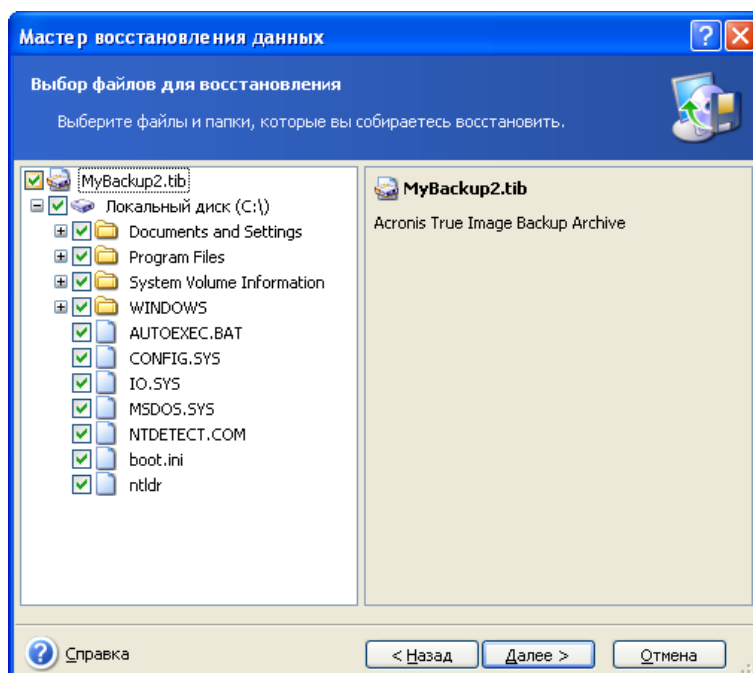 Мастер восстановления данных
Выбор файлов для восстановления
Выберите файлы и папки, которые вы собираетесь восстановить.
MyBackup2.tib
Локальный диск (C:\)
Documents and Settings
Program Files
System Volume Information
WINDOWS
AUTOEXEC.BAT
CONFIG.SYS
IO.SYS
MSDOS.SYS
NTDETECT.COM
boot.ini
ntldr
MyBackup2.tib
Acronis True Image Backup Archive
Справка
< Назад
Далее >
Отмена